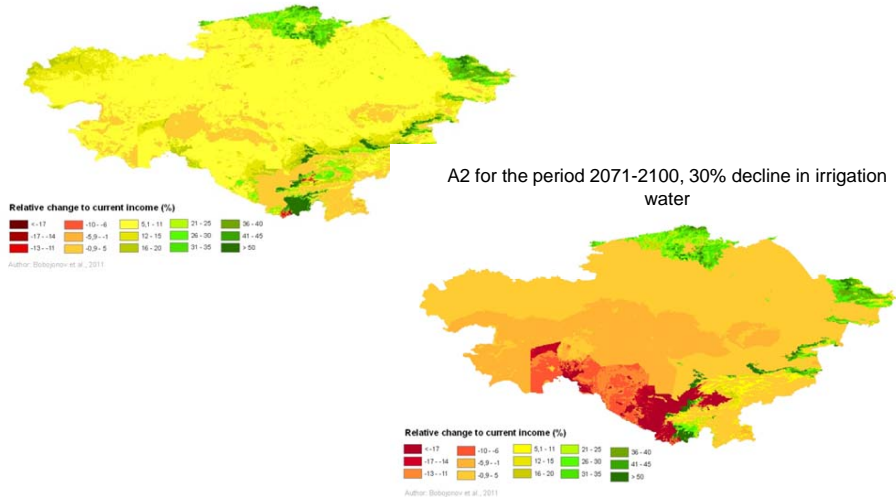 Relative change to current income (%)
<-17 -10 - -6 5,1 - 11 21 - 25 36 - 40
-17 - -14 -5,9 - -1 12 - 15 26 - 30 41 - 45
-13 - -11 -0,9 - 5 16 - 20 31 - 35 > 50
Author: Bobojonov et al., 2011
A2 for the period 2071-2100, 30% decline in irrigation
water
Relative change to current income (%)
<-17 -10 - -6 5,1 - 11 21 - 25 36 - 40
-17 - -14 -5,9 - -1 12 - 15 26 - 30 41 - 45
-13 - -11 -0,9 - 5 16 - 20 31 - 35 > 50
Author: Bobojonov et al., 2011